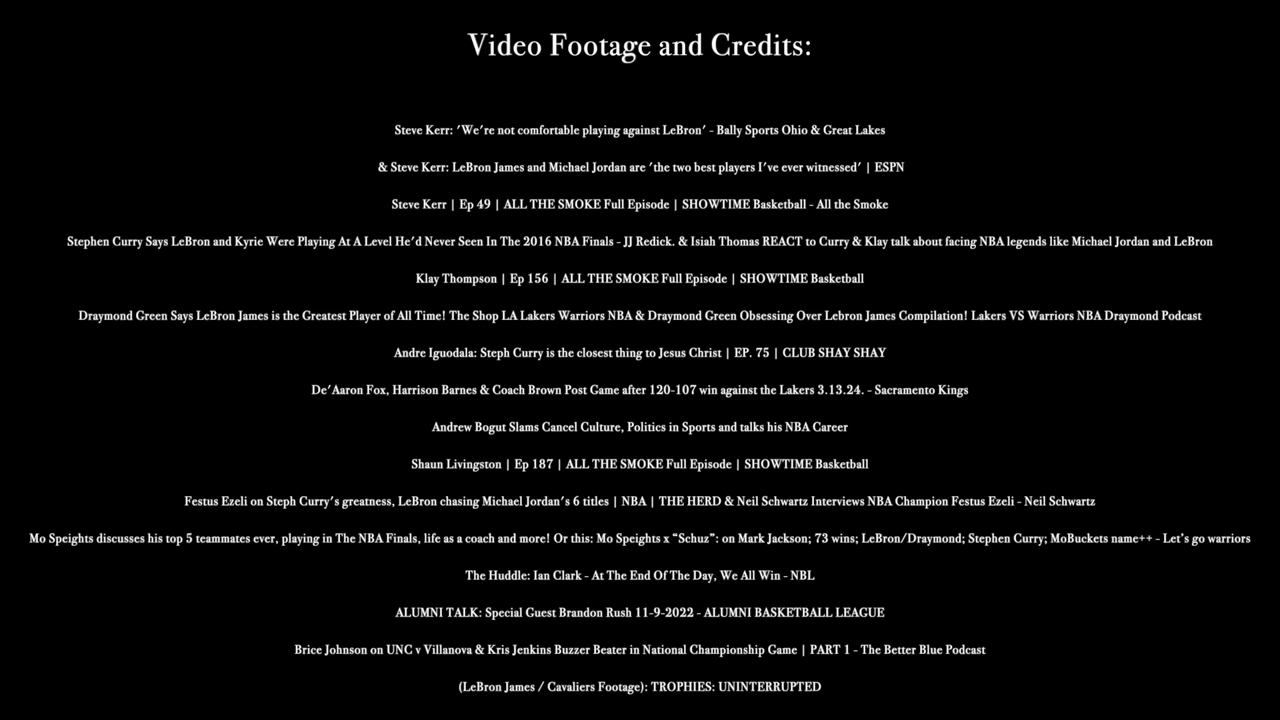 Video Footage and Credits:
Steve Kerr: 'We're not comfortable playing against LeBron' - Bally Sports Ohio & Great Lakes
& Steve Kerr: LeBron James and Michael Jordan are 'the two best players I've ever witnessed' | ESPN
Steve Kerr | Ep 49 | ALL THE SMOKE Full Episode | SHOWTIME Basketball - All the Smoke
Stephen Curry Says LeBron and Kyrie Were Playing At A Level He'd Never Seen In The 2016 NBA Finals - JJ Redick. & Isiah Thomas REACT to Curry & Klay talk about facing NBA legends like Michael Jordan and LeBron
Klay Thompson | Ep 156 | ALL THE SMOKE Full Episode | SHOWTIME Basketball
Draymond Green Says LeBron James is the Greatest Player of All Time! The Shop LA Lakers Warriors NBA & Draymond Green Obsessing Over Lebron James Compilation! Lakers VS Warriors NBA Draymond Podcast
Andre Iguodala: Steph Curry is the closest thing to Jesus Christ | EP. 75 | CLUB SHAY SHAY
De'Aaron Fox, Harrison Barnes & Coach Brown Post Game after 120-107 win against the Lakers 3.13.24. - Sacramento Kings
Andrew Bogut Slams Cancel Culture, Politics in Sports and talks his NBA Career
Shaun Livingston | Ep 187 | ALL THE SMOKE Full Episode | SHOWTIME Basketball
Festus Ezeli on Steph Curry's greatness, LeBron chasing Michael Jordan's 6 titles | NBA | THE HERD & Neil Schwartz Interviews NBA Champion Festus Ezeli - Neil Schwartz
Mo Speights discusses his top 5 teammates ever, playing in The NBA Finals, life as a coach and more! Or this: Mo Speights x “Schuz”: on Mark Jackson; 73 wins; LeBron/Draymond; Stephen Curry; MoBuckets name++ - Let’s go warriors
The Huddle: Ian Clark - At The End Of The Day, We All Win - NBL
ALUMNI TALK: Special Guest Brandon Rush 11-9-2022 - ALUMNI BASKETBALL LEAGUE
Brice Johnson on UNC v Villanova & Kris Jenkins Buzzer Beater in National Championship Game | PART 1 - The Better Blue Podcast
(LeBron James / Cavaliers Footage): TROPHIES: UNINTERRUPTED